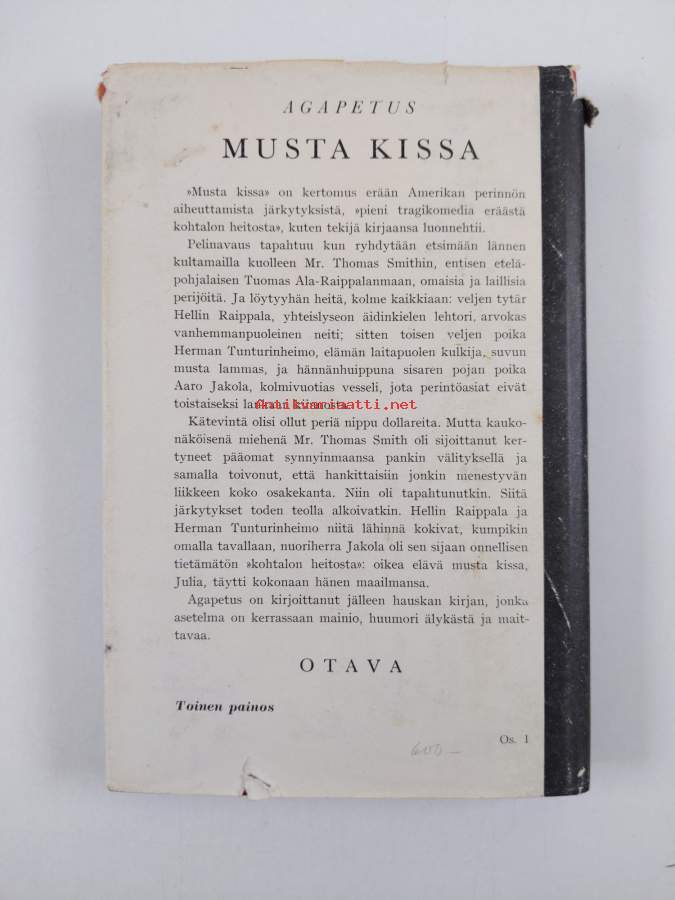 AGAPETUS
MUSTA KISSA
»Musta kissa» on kertomus erään Amerikan perinnön
aiheuttamista järkytyksistä, »pieni tragikomedia eräästä
kohtalon heitosta», kuten tekijä kirjaansa luonnehtii.
Pelinavaus tapahtuu kun ryhdytään etsimään lännen
kultamailla kuolleen Mr. Thomas Smithin, entisen etelä-
pohjalaisen Tuomas Ala-Raippalanmaan, omaisia ja laillisia
perijöitä. Ja löytyyhän heitä, kolme kaikkiaan: veljen tytär
Hellin Raippala, yhteislyseon äidinkielen lehtori, arvokas
vanhemmanpuoleinen neiti; sitten toisen veljen poika
Herman Tunturinheimo, elämän laitapuolen kulkija, suvun
musta lammas, ja hännänhuippuna sisaren pojan poika
Aaro Jakola, kolmivuotias vesseli, jota perintöasiat eivät
toistaiseksi
antikvariaatti.net
Kätevintä olisi ollut periä nippu dollareita. Mutta kauko-
näköisenä miehenä Mr. Thomas Smith oli sijoittanut ker-
tyneet pääomat synnyinmaansa pankin välityksellä ja
samalla toivonut, että hankittaisiin jonkin menestyvän
liikkeen koko osakekanta. Niin oli tapahtunutkin. Siitä
järkytykset toden teolla alkoivatkin. Hellin Raippala ja
Herman Tunturinheimo niitä lähinnä kokivat, kumpikin
omalla tavallaan, nuoriherra Jakola oli sen sijaan onnellisen
tietämätön »kohtalon heitosta»: oikea elävä musta kissa,
Julia, täytti kokonaan hänen maailmansa.
Agapetus on kirjoittanut jälleen hauskan kirjan, jonka
asetelma on kerrassaan mainio, huumori älykästä ja mait-
tavaa.
OTAVA
Toinen painos
600—
Os. 1